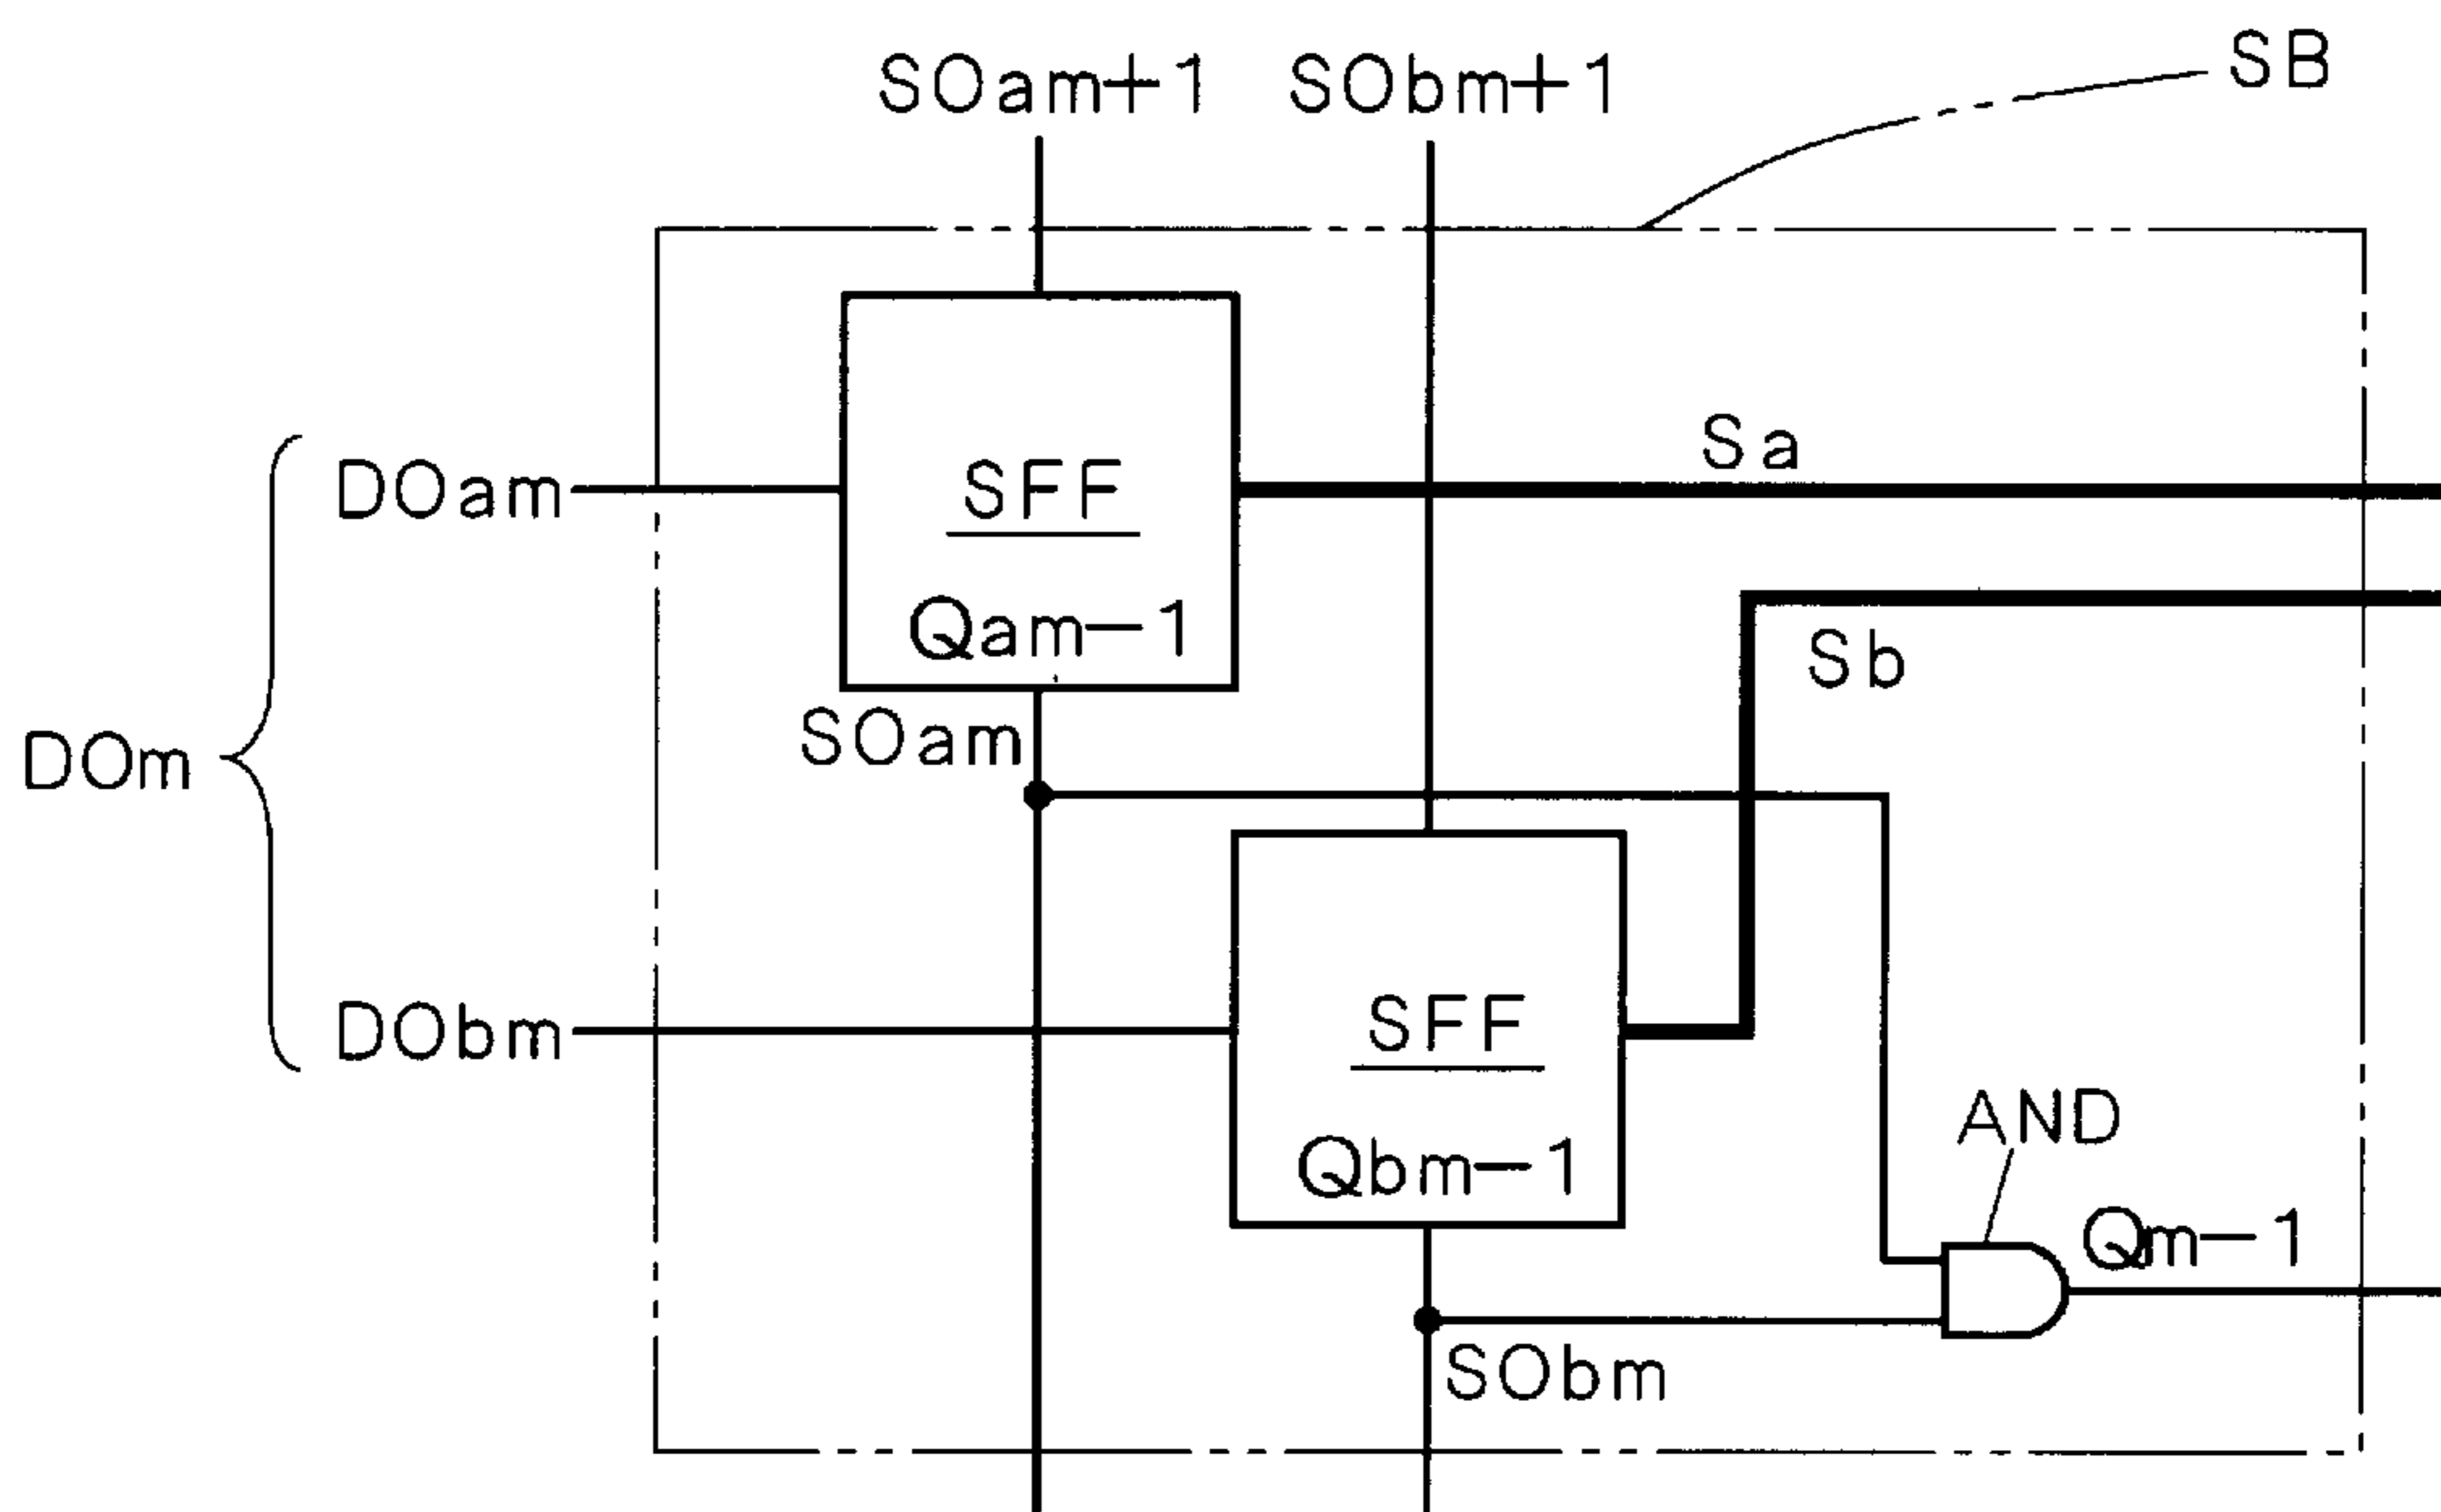 SOam+1
SObm+1
SB
DOam
SFF
Sa
Qam-1
Sb
SOam
DOm
DObm
SFF
AND
Qbm-1
Qm-1
SObm